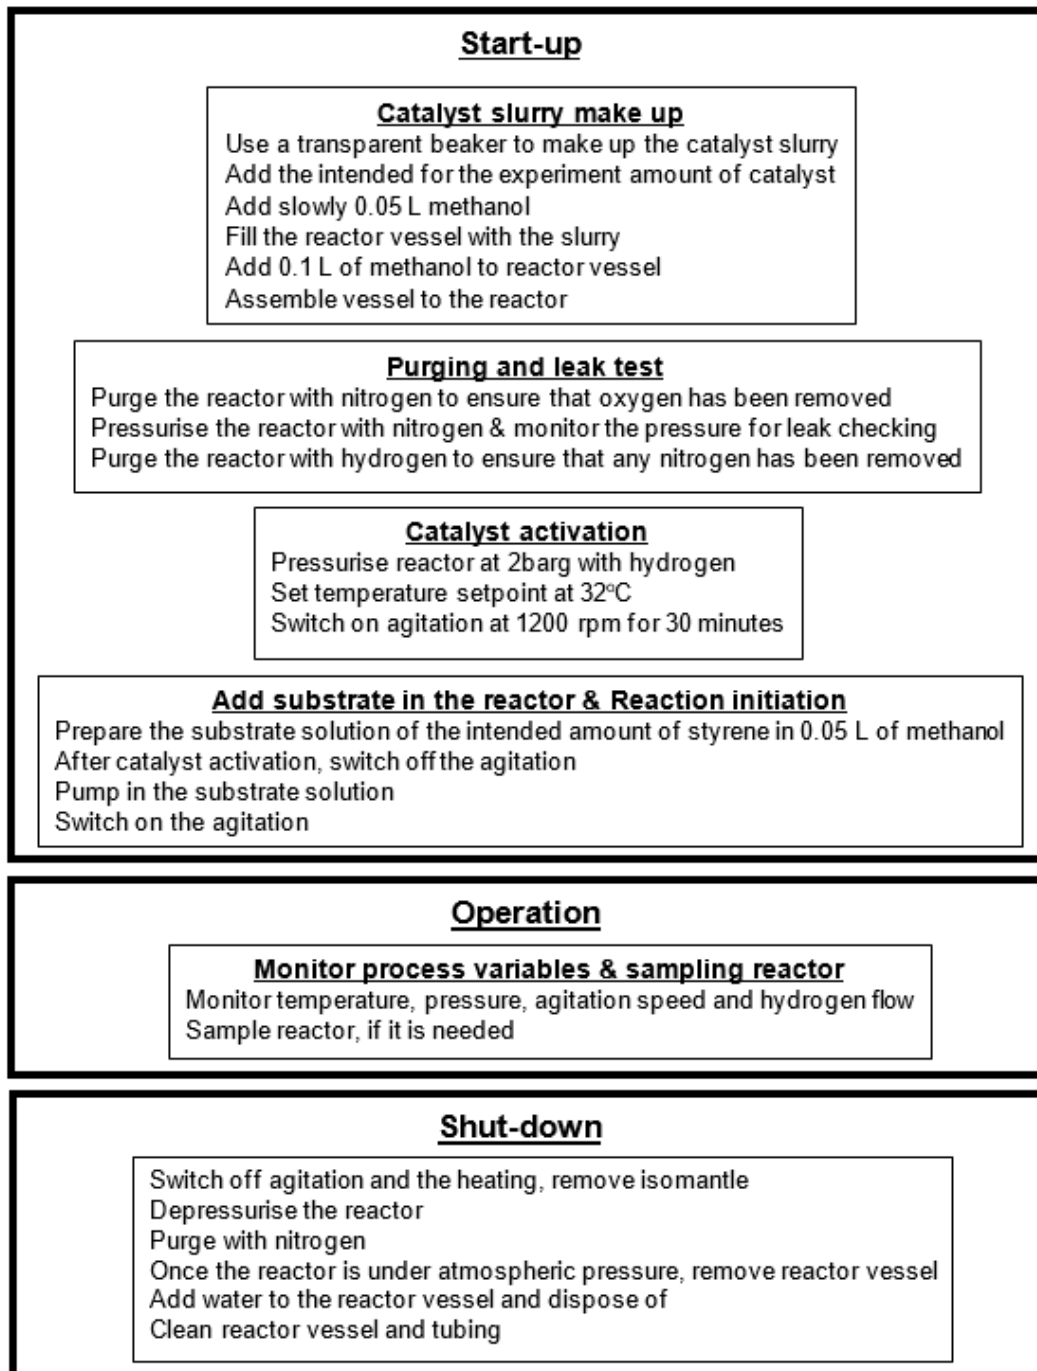 Start-up
Catalyst slurry make up
Use a transparent beaker to make up the catalyst slurry
Add the intended for the experiment amount of catalyst
Add slowly 0.05 L methanol
Fill the reactor vessel with the slurry
Add 0.1 L of methanol to reactor vessel
Assemble vessel to the reactor
Purging and leak test
Purge the reactor with nitrogen to ensure that oxygen has been removed
Pressurise the reactor with nitrogen & monitor the pressure for leak checking
Purge the reactor with hydrogen to ensure that any nitrogen has been removed
Catalyst activation
Pressurise reactor at 2barg with hydrogen
Set temperature setpoint at 32°C
Switch on agitation at 1200 rpm for 30 minutes
Add substrate in the reactor & Reaction initiation
Prepare the substrate solution of the intended amount of styrene in 0.05 L of methanol
After catalyst activation, switch off the agitation
Pump in the substrate solution
Switch on the agitation
Operation
Monitor process variables & sampling reactor
Monitor temperature, pressure, agitation speed and hydrogen flow
Sample reactor, if it is needed
Shut-down
Switch off agitation and the heating, remove isomantle
Depressurise the reactor
Purge with nitrogen
Once the reactor is under atmospheric pressure, remove reactor vessel
Add water to the reactor vessel and dispose of
Clean reactor vessel and tubing